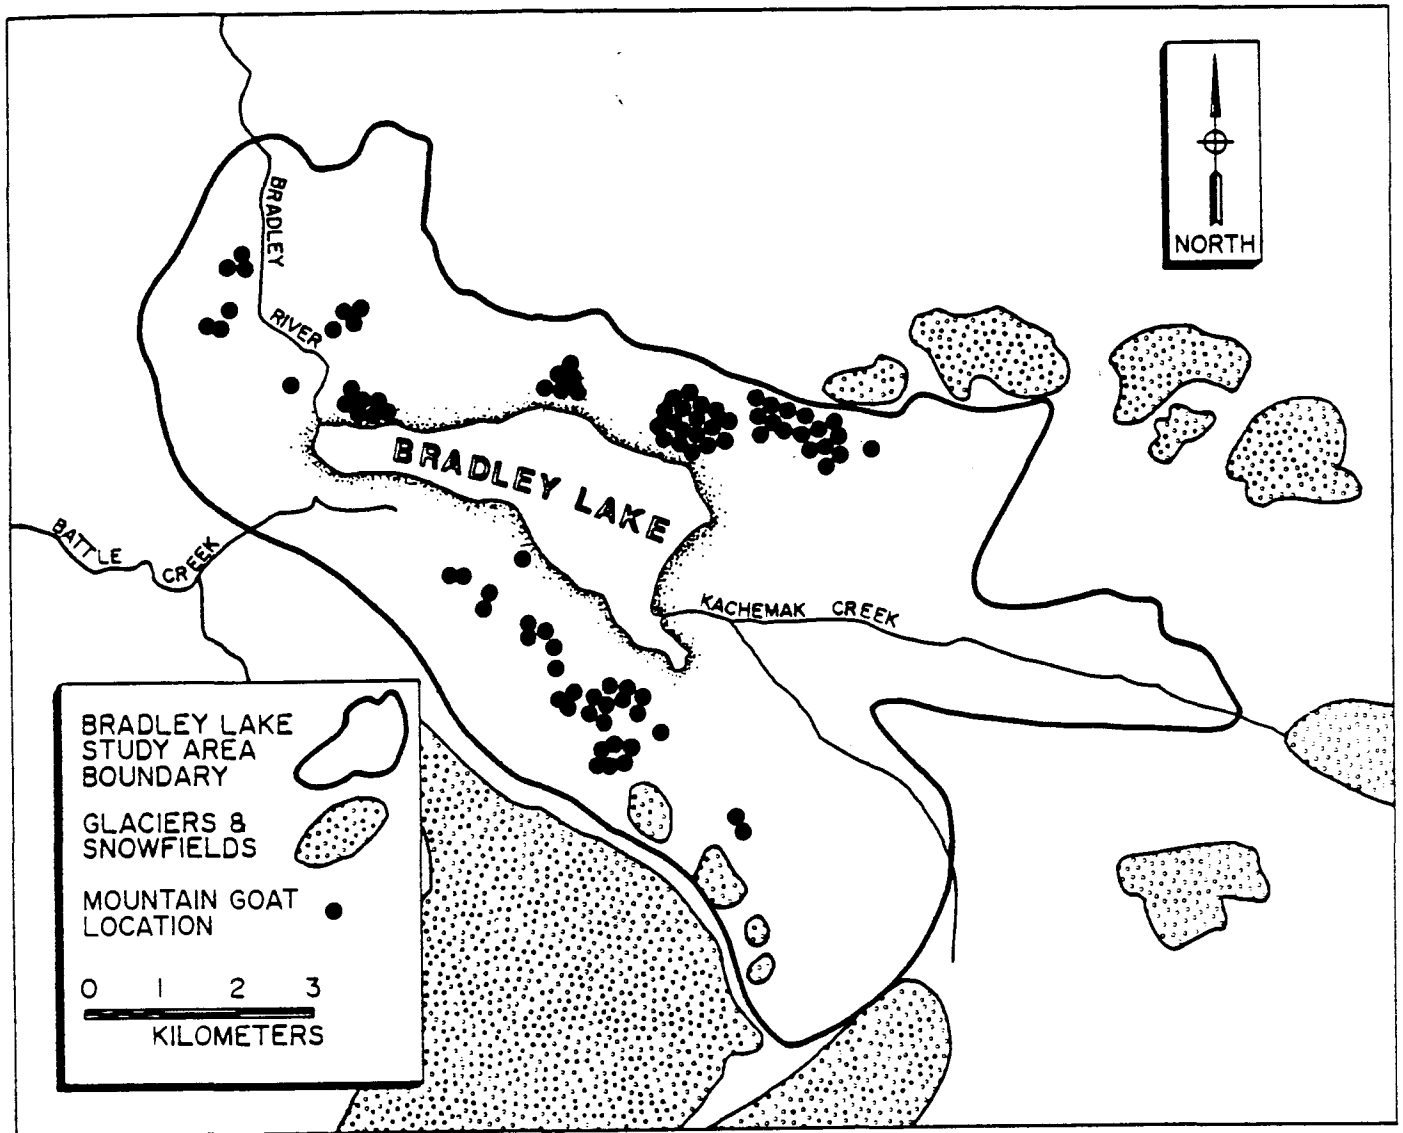 NORTH
BRADLEY
RIVER
BRADLEY LAKE
BATTLE CREEK
KACHEMAK CREEK
BRADLEY LAKE
STUDY AREA
BOUNDARY
GLACIERS &
SNOWFIELDS
MOUNTAIN GOAT
LOCATION
0 1 2 3
KILOMETERS